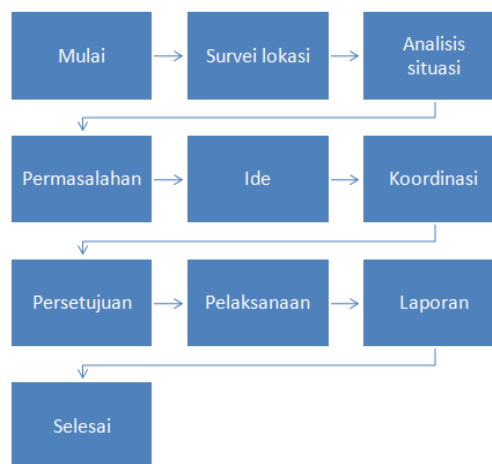 Mulai
Survei lokasi
Analisis
situasi
Permasalahan
Ide
Koordinasi
Persetujuan
Pelaksanaan
Laporan
Selesai